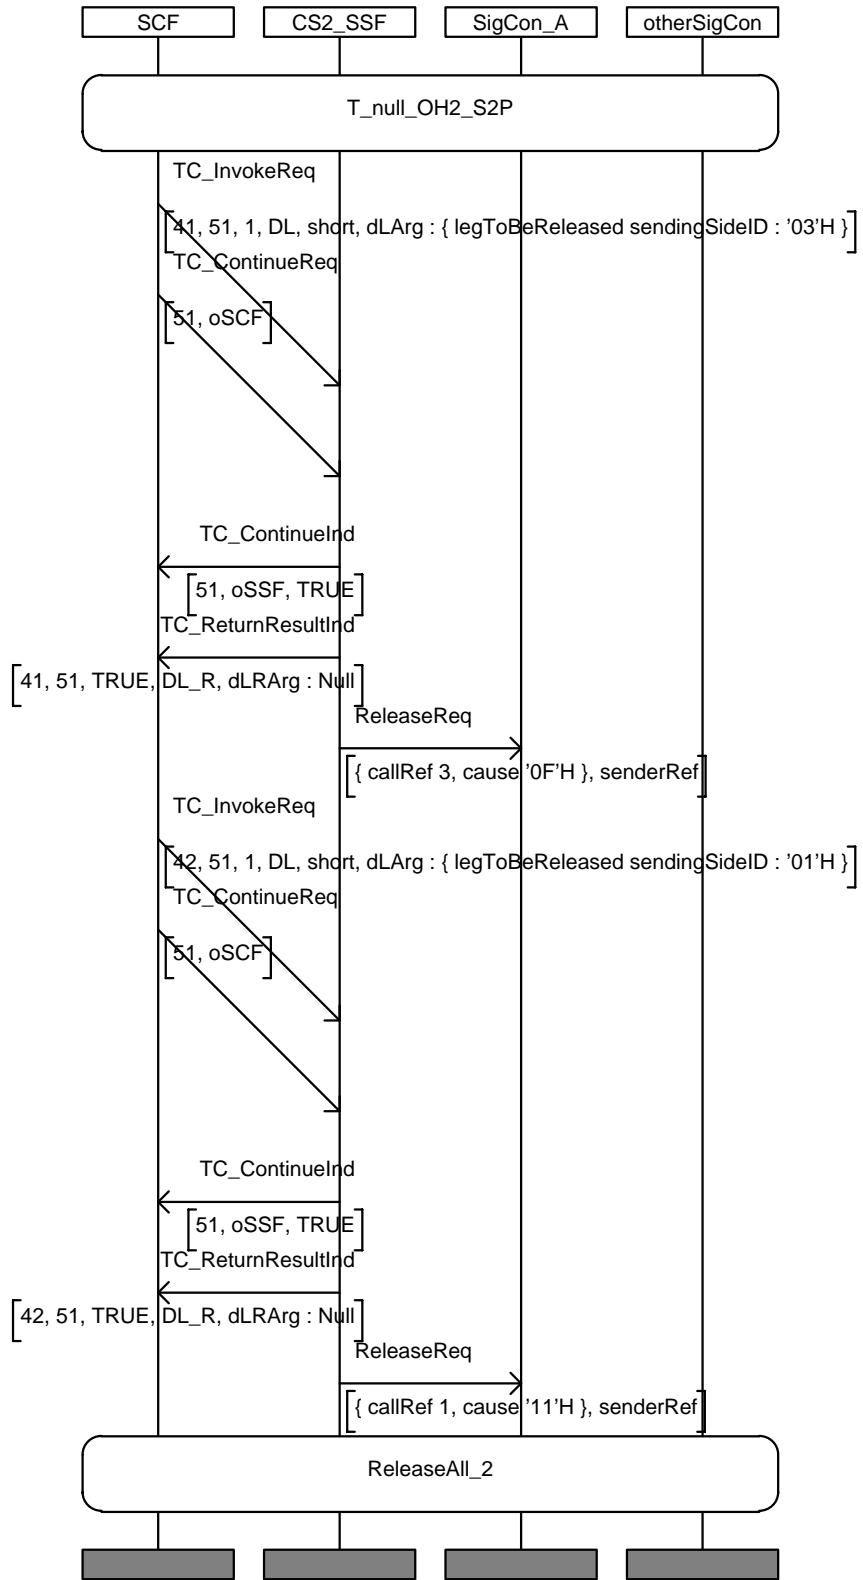 SCF CS2_SSF SigCon_A otherSigCon
T_null_OH2_S2P
TC_InvokeReq
41, 51, 1, DL, short, dLArg : { legToBeReleased sendingSideID : '03'H }
TC_ContinueReq
51, oSCF
TC_ContinueInd
51, oSSF, TRUE
TC_ReturnResultInd
41, 51, TRUE, DL_R, dLRArg : Null
ReleaseReq
{ callRef 3, cause '0F'H }, senderRef
TC_InvokeReq
42, 51, 1, DL, short, dLArg : { legToBeReleased sendingSideID : '01'H }
TC_ContinueReq
51, oSCF
TC_ContinueInd
51, oSSF, TRUE
TC_ReturnResultInd
42, 51, TRUE, DL_R, dLRArg : Null
ReleaseReq
{ callRef 1, cause '11'H }, senderRef
ReleaseAll_2